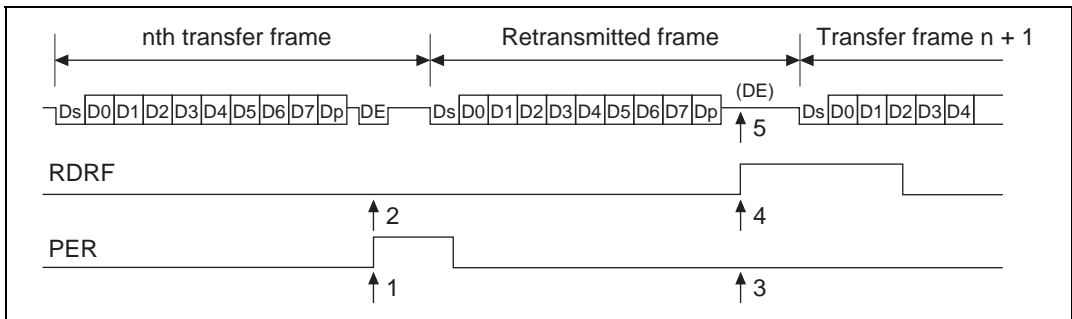 nth transfer frame Retransmitted frame Transfer frame n + 1
(DE)
Ds D0 D1 D2 D3 D4 D5 D6 D7 Dp DE Ds D0 D1 D2 D3 D4 D5 D6 D7 Dp Ds D0 D1 D2 D3 D4
5
RDRF
2 4
PER
1 3